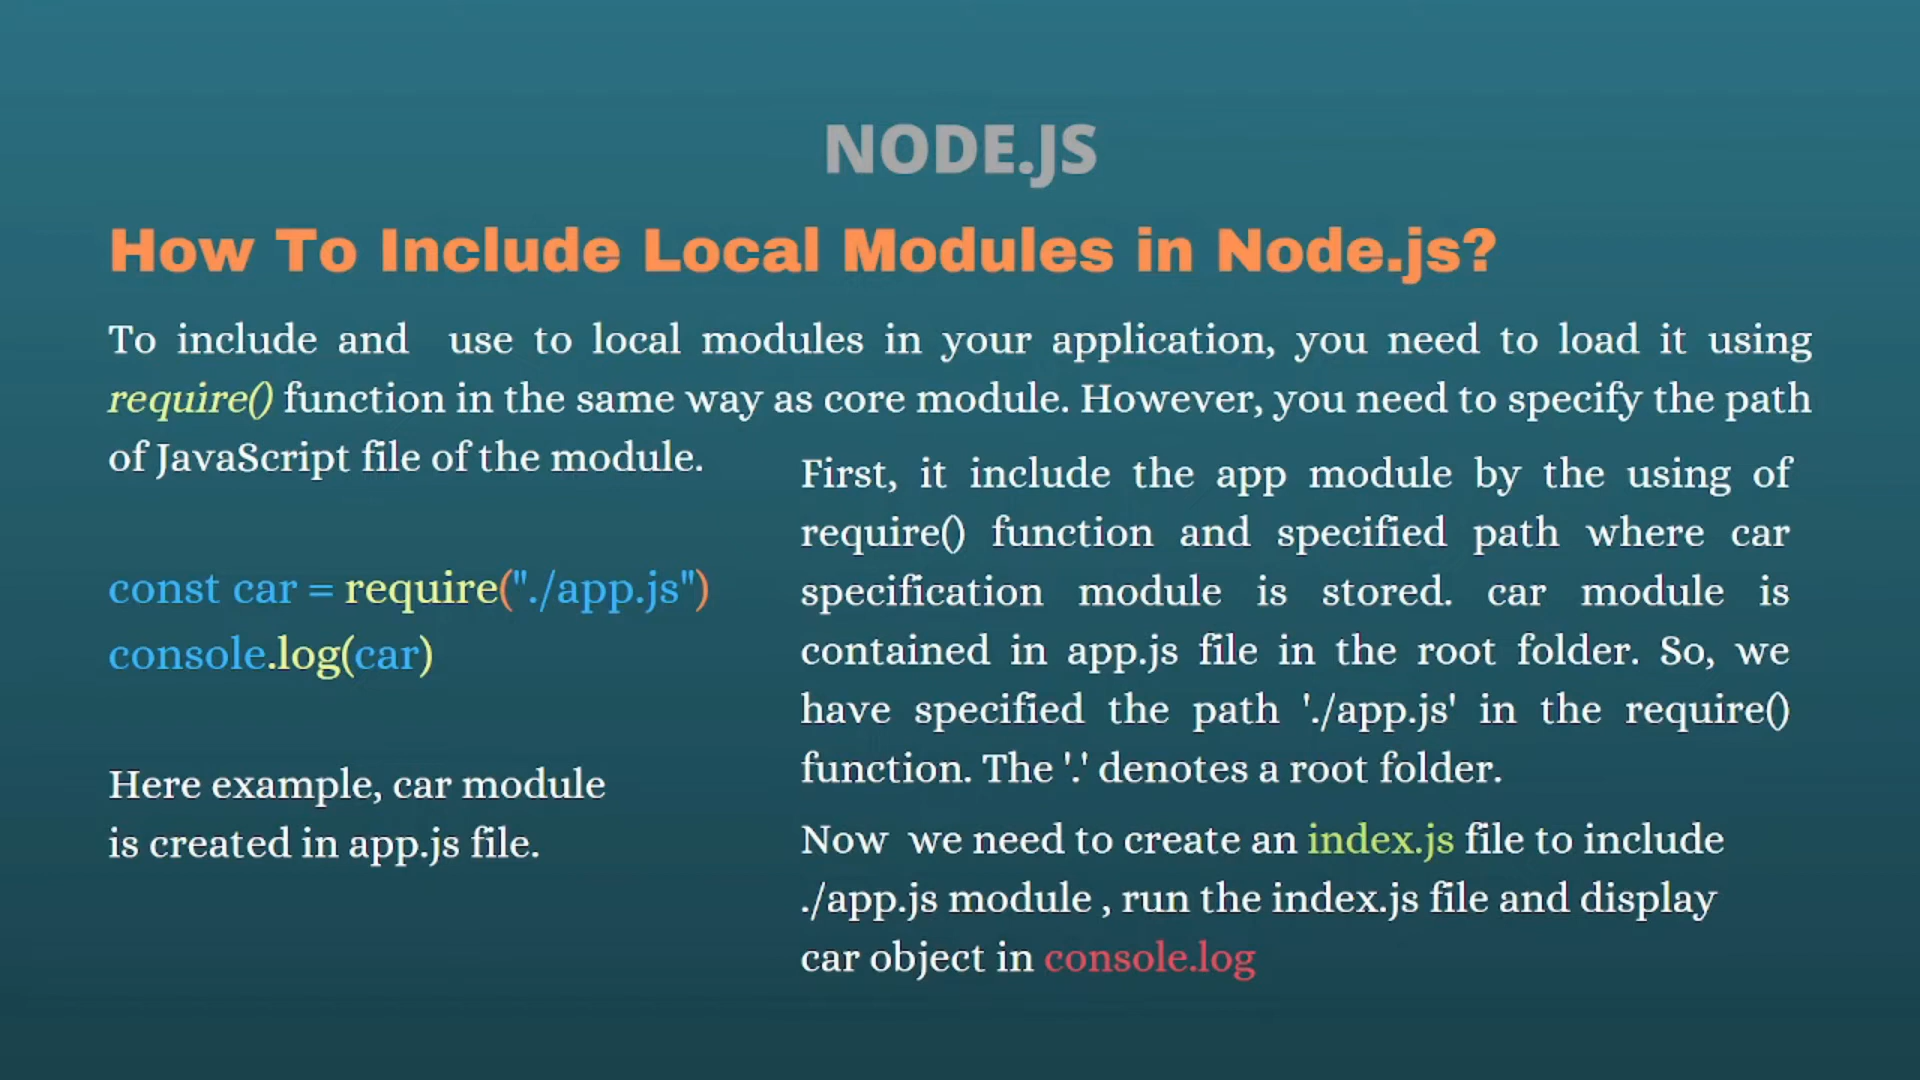 NODE.JS
How To Include Local Modules in Node.js?
To include and use to local modules in your application, you need to load it using
require() function in the same way as core module. However, you need to specify the path
of JavaScript file of the module.
const car = require("./app.js")
console.log(car)
Here example, car module
is created in app.js file.
First, it include the app module by the using of
require() function and specified path where car
specification module is stored. car module is
contained in app.js file in the root folder. So, we
have specified the path './app.js' in the require()
function. The '.' denotes a root folder.
Now we need to create an index.js file to include
./app.js module , run the index.js file and display
car object in console.log